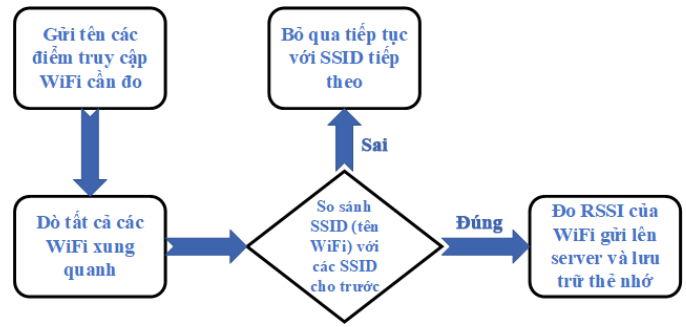 Gửi tên các
điểm truy cập
WiFi cần đo
Bỏ qua tiếp tục
với SSID tiếp
theo
Sai
Dò tất cả các
WiFi xung
quanh
So sánh
SSID (tên
WiFi) với
các SSID
cho trước
Đúng
Đo RSSI của
WiFi gửi lên
server và lưu
trữ thẻ nhớ